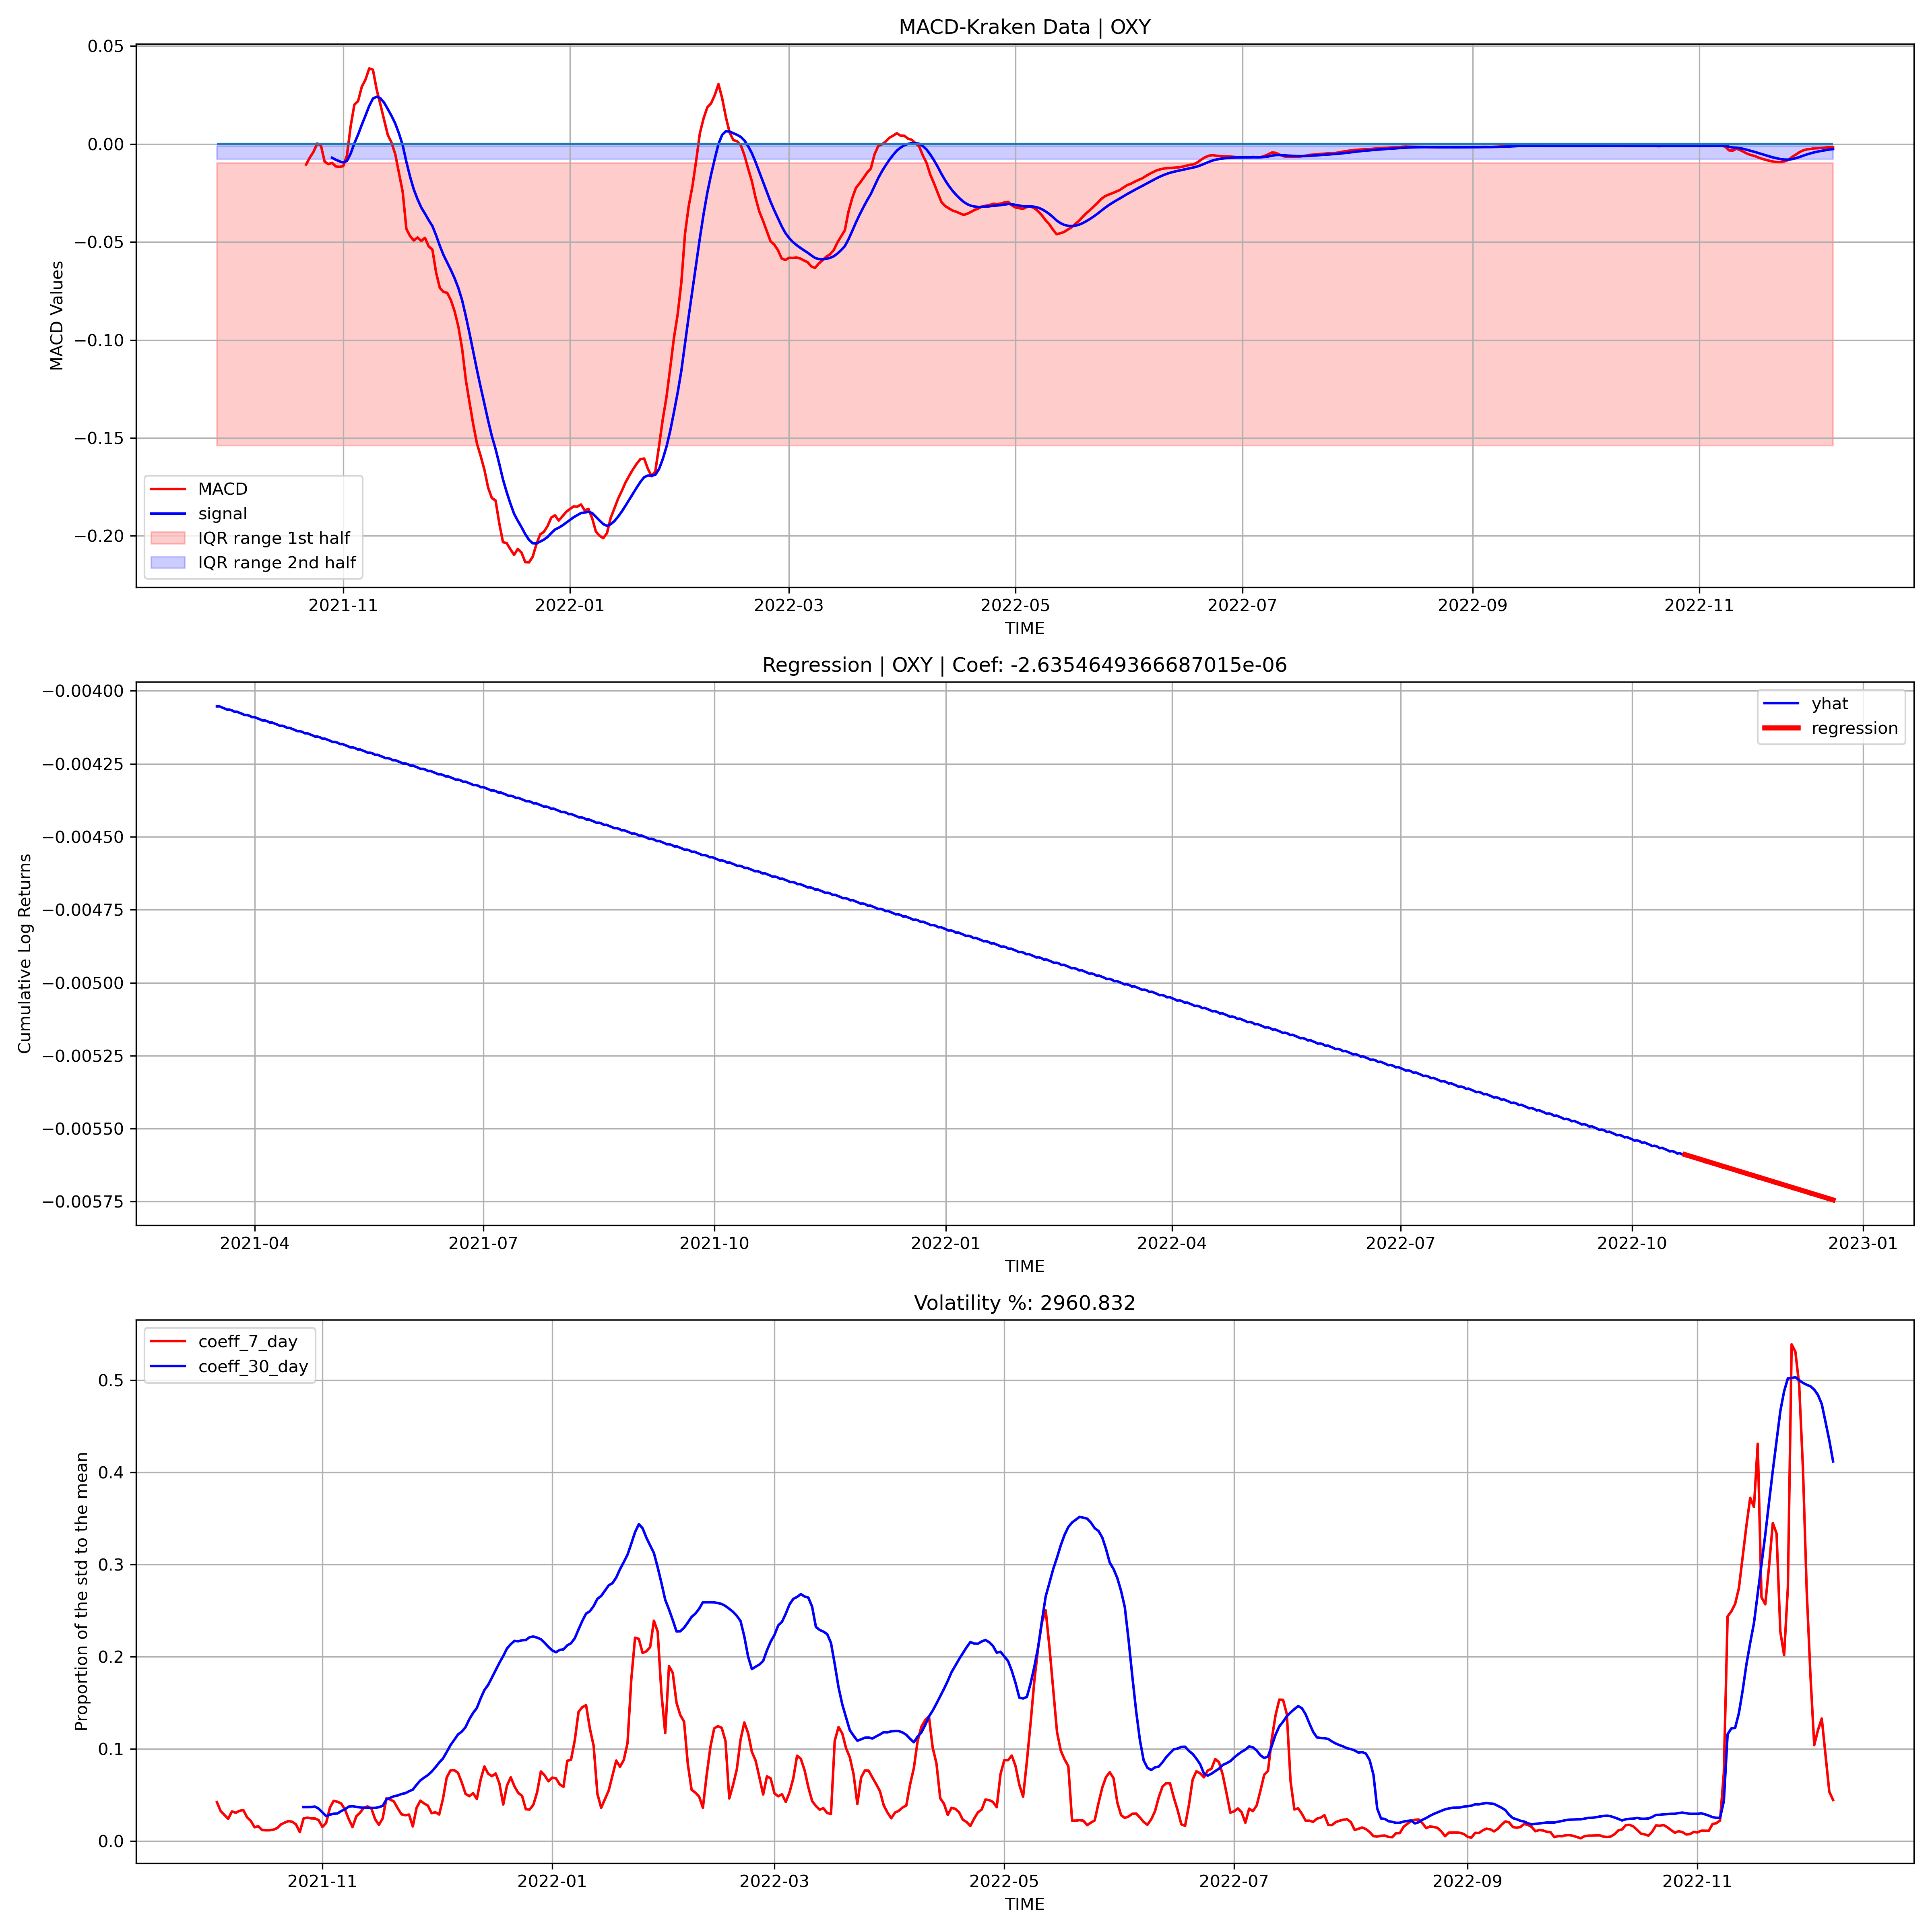 MACD-Kraken Data | OXY
MACD Values
0.05
0.00
−0.05
−0.10
−0.15
−0.20
MACD
signal
IQR range 1st half
IQR range 2nd half
2021-11
2022-01
2022-03
2022-05
2022-07
2022-09
2022-11
TIME
Regression | OXY | Coef: -2.6354649366687015e-06
Cumulative Log Returns
−0.00400
−0.00425
−0.00450
−0.00475
−0.00500
−0.00525
−0.00550
−0.00575
yhat
regression
2021-04
2021-07
2021-10
2022-01
2022-04
2022-07
2022-10
2023-01
TIME
Volatility %: 2960.832
Proportion of the std to the mean
coeff_7_day
coeff_30_day
0.5
0.4
0.3
0.2
0.1
0.0
2021-11
2022-01
2022-03
2022-05
2022-07
2022-09
2022-11
TIME